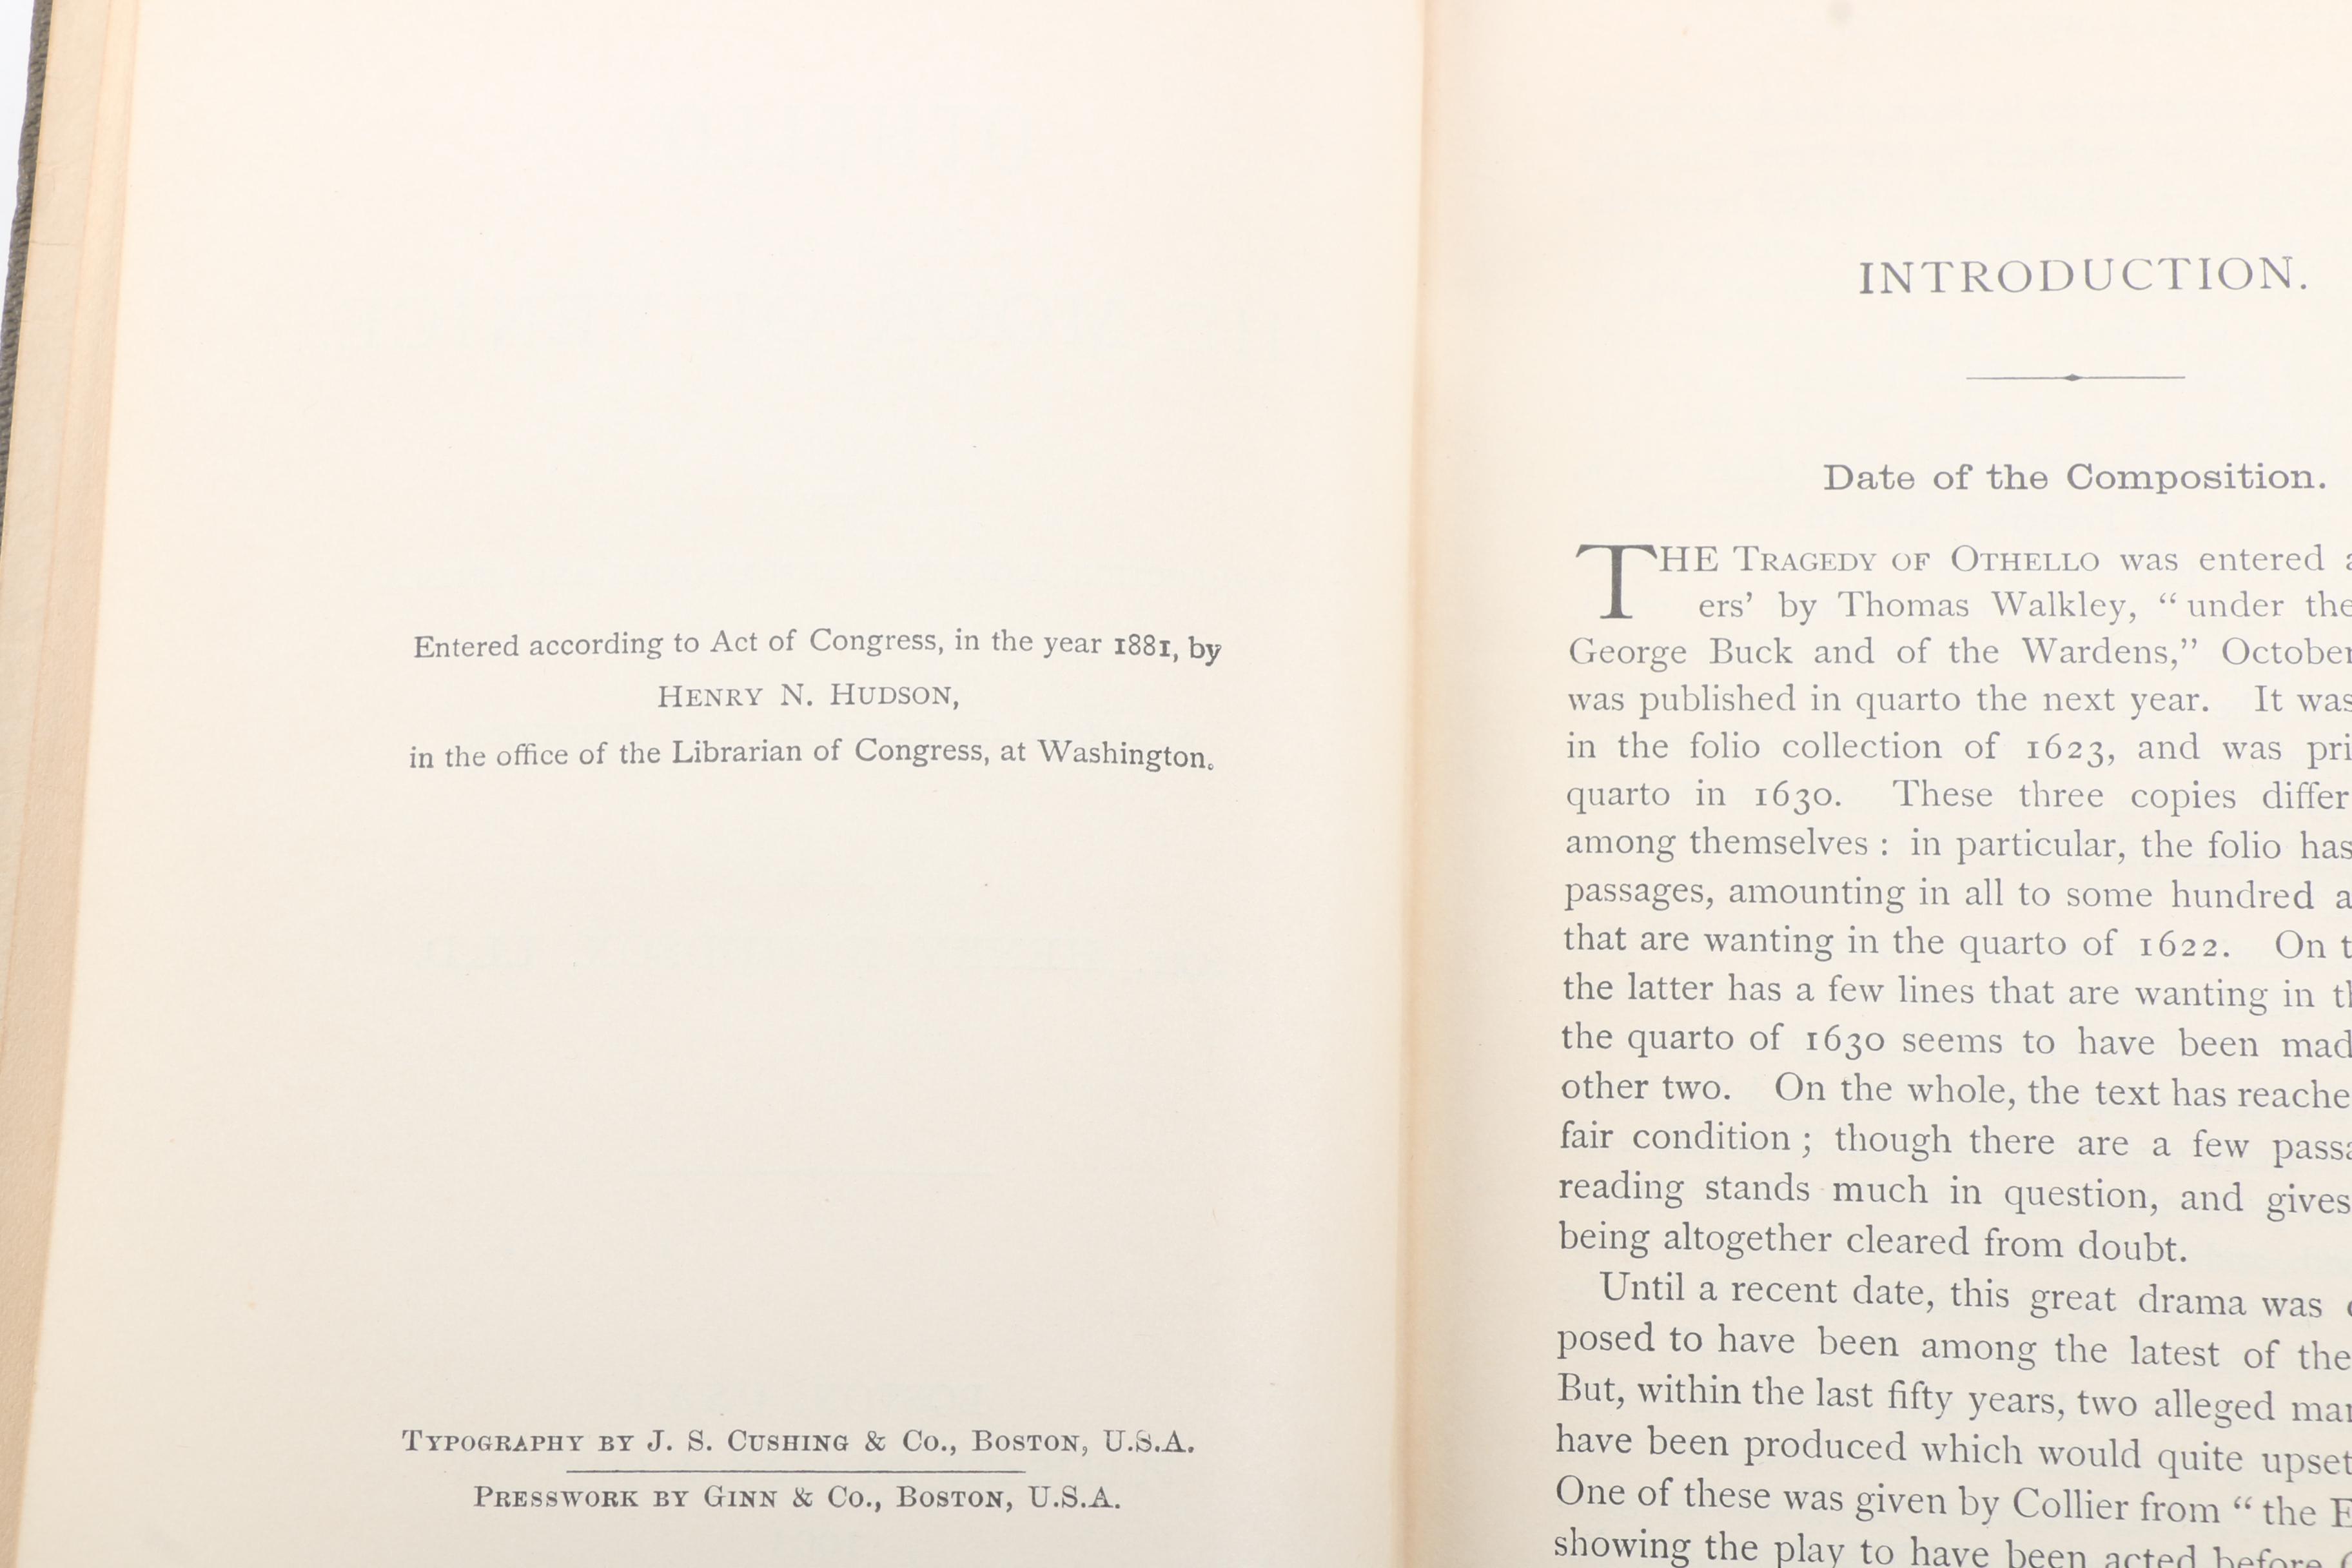 Entered according to Act of Congress, in the year 1881, by
HENRY N. HUDSON,
in the office of the Librarian of Congress, at Washington.
TYPOGRAPHY BY J. S. CUSHING & CO., BOSTON, U.S.A.
PRESSWORK BY GINN & CO., BOSTON, U.S.A.
INTRODUCTION.
Date of the Composition.
THE TRAGEDY OF OTHELLO was entered
ers' by Thomas Walkley, “under the
George Buck and of the Wardens,” October
was published in quarto the next year. It was
in the folio collection of 1623, and was
quarto in 1630. These three copies differ
among themselves : in particular, the folio has
passages, amounting in all to some hundred
that are wanting in the quarto of 1622. On
the latter has a few lines that are wanting in
the quarto of 1630 seems to have been
other two. On the whole, the text has
fair condition ; though there are a few
reading stands much in question, and gives
being altogether cleared from doubt.
Until a recent date, this great drama was
posed to have been among the latest of the
But, within the last fifty years, two alleged
have been produced which would quite upset
One of these was given by Collier from “ the
showing the play to have been acted before